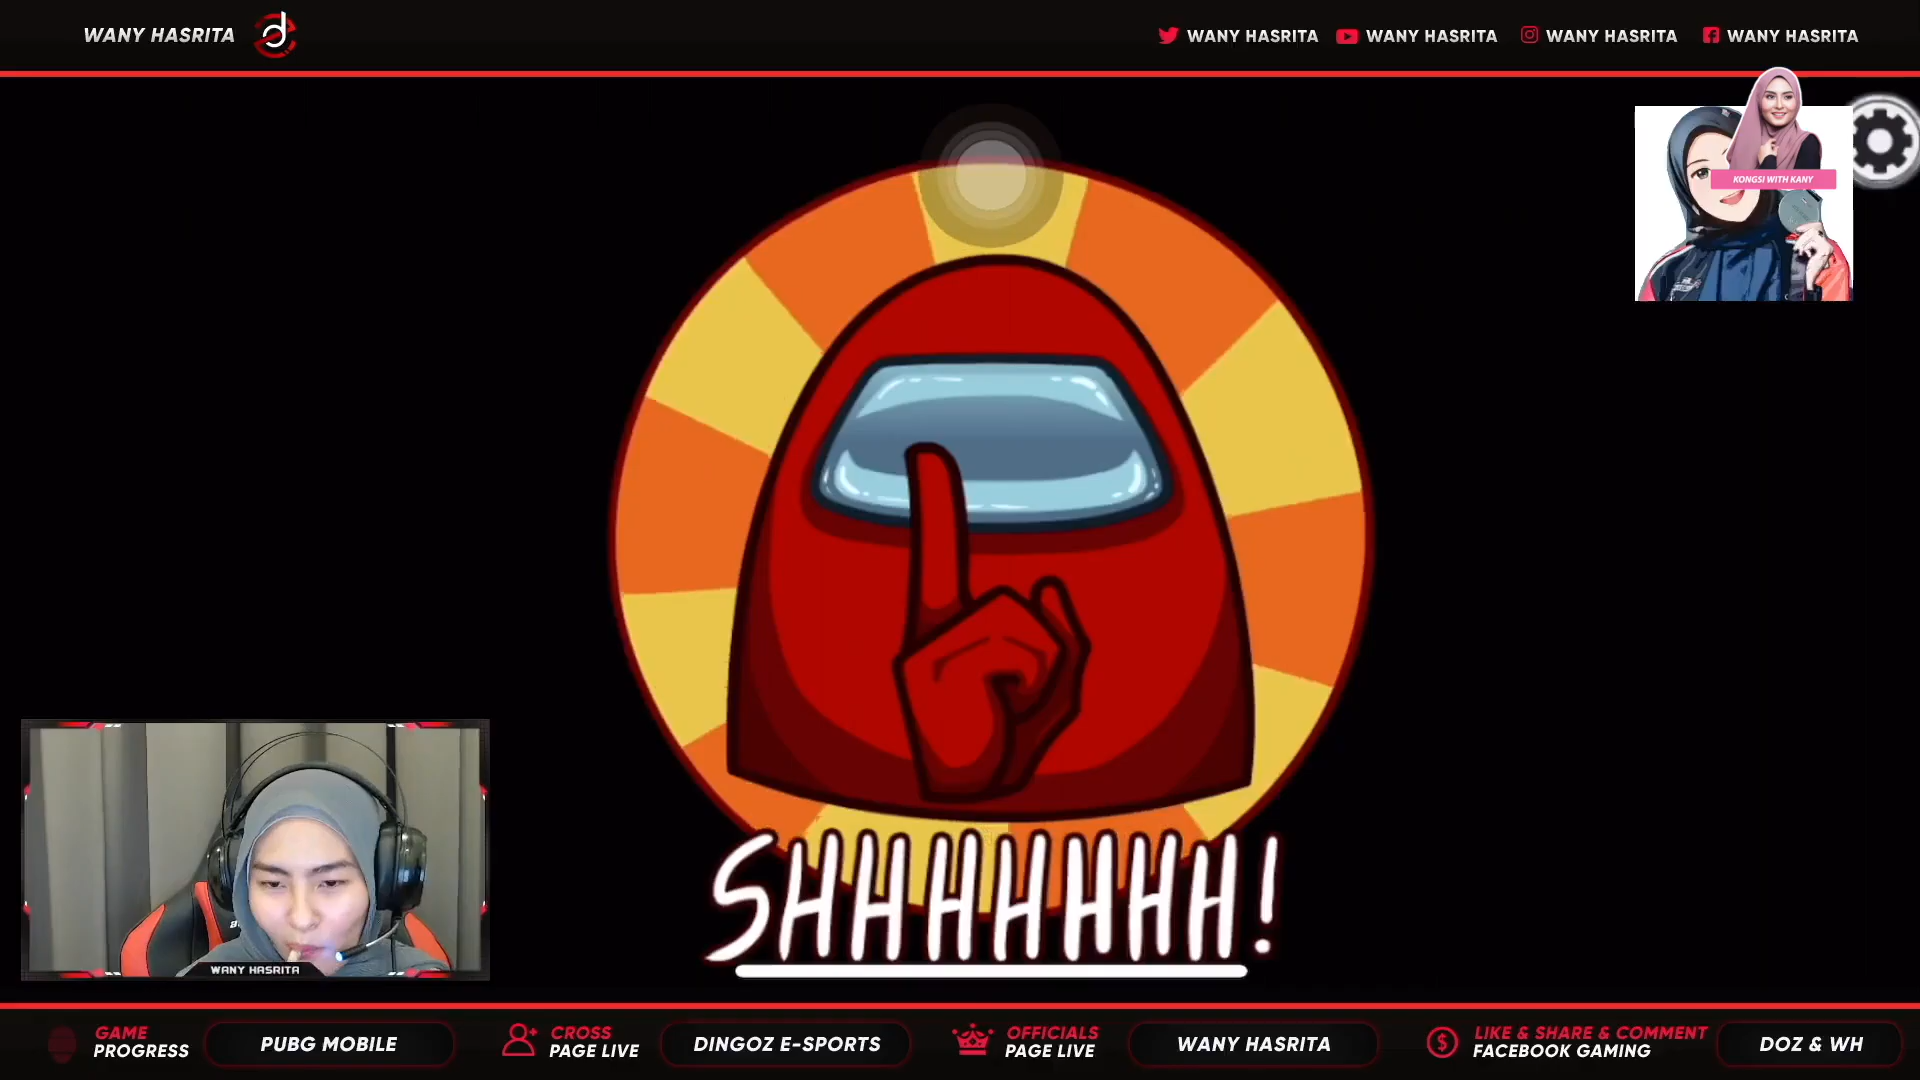 WANY HASRITA
WANY HASRITA
WANY HASRITA
WANY HASRITA
WANY HASRITA
KONGSI WITH KANY
SHHHHHHH!
WANY HASRITA
GAME
PROGRESS
PUBG MOBILE
CROSS
PAGE LIVE
DINGOZ E-SPORTS
OFFICIALS
PAGE LIVE
WANY HASRITA
LIKE & SHARE & COMMENT
FACEBOOK GAMING
DOZ & WH